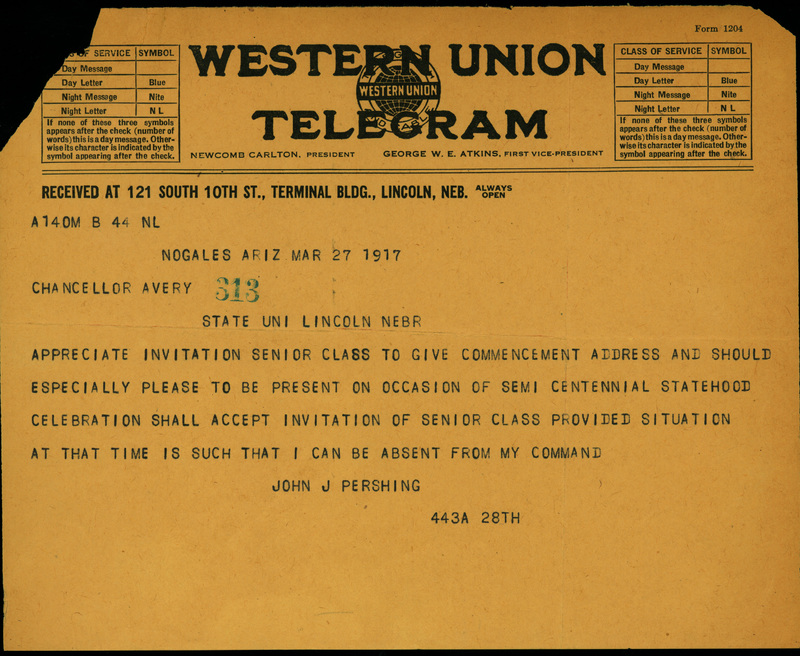 Form 1204
OF SERVICE SYMBOL
Day Message
Day Letter Blue
Night Message Nite
Night Letter N L
If none of these three symbols
appears after the check (number of
words) this is a day message. Other-
wise its character is indicated by the
symbol appearing after the check.
WESTERN UNION
WESTERN UNION
TELEGRAM
NEWCOMB CARLTON, PRESIDENT GEORGE W. E. ATKINS, FIRST VICE-PRESIDENT
CLASS OF SERVICE SYMBOL
Day Message
Day Letter Blue
Night Message Nite
Night Letter N L
If none of these three symbols
appears after the check (number of
words) this is a day message. Other-
wise its character is indicated by the
symbol appearing after the check.
RECEIVED AT 121 SOUTH 10TH ST., TERMINAL BLDG., LINCOLN, NEB. ALWAYS OPEN
A140M B 44 NL
NOGALES ARIZ MAR 27 1917
CHANCELLOR AVERY 313
STATE UNI LINCOLN NEBR
APPRECIATE INVITATION SENIOR CLASS TO GIVE COMMENCEMENT ADDRESS AND SHOULD
ESPECIALLY PLEASE TO BE PRESENT ON OCCASION OF SEMI CENTENNIAL STATEHOOD
CELEBRATION SHALL ACCEPT INVITATION OF SENIOR CLASS PROVIDED SITUATION
AT THAT TIME IS SUCH THAT I CAN BE ABSENT FROM MY COMMAND
JOHN J PERSHING
443A 28TH